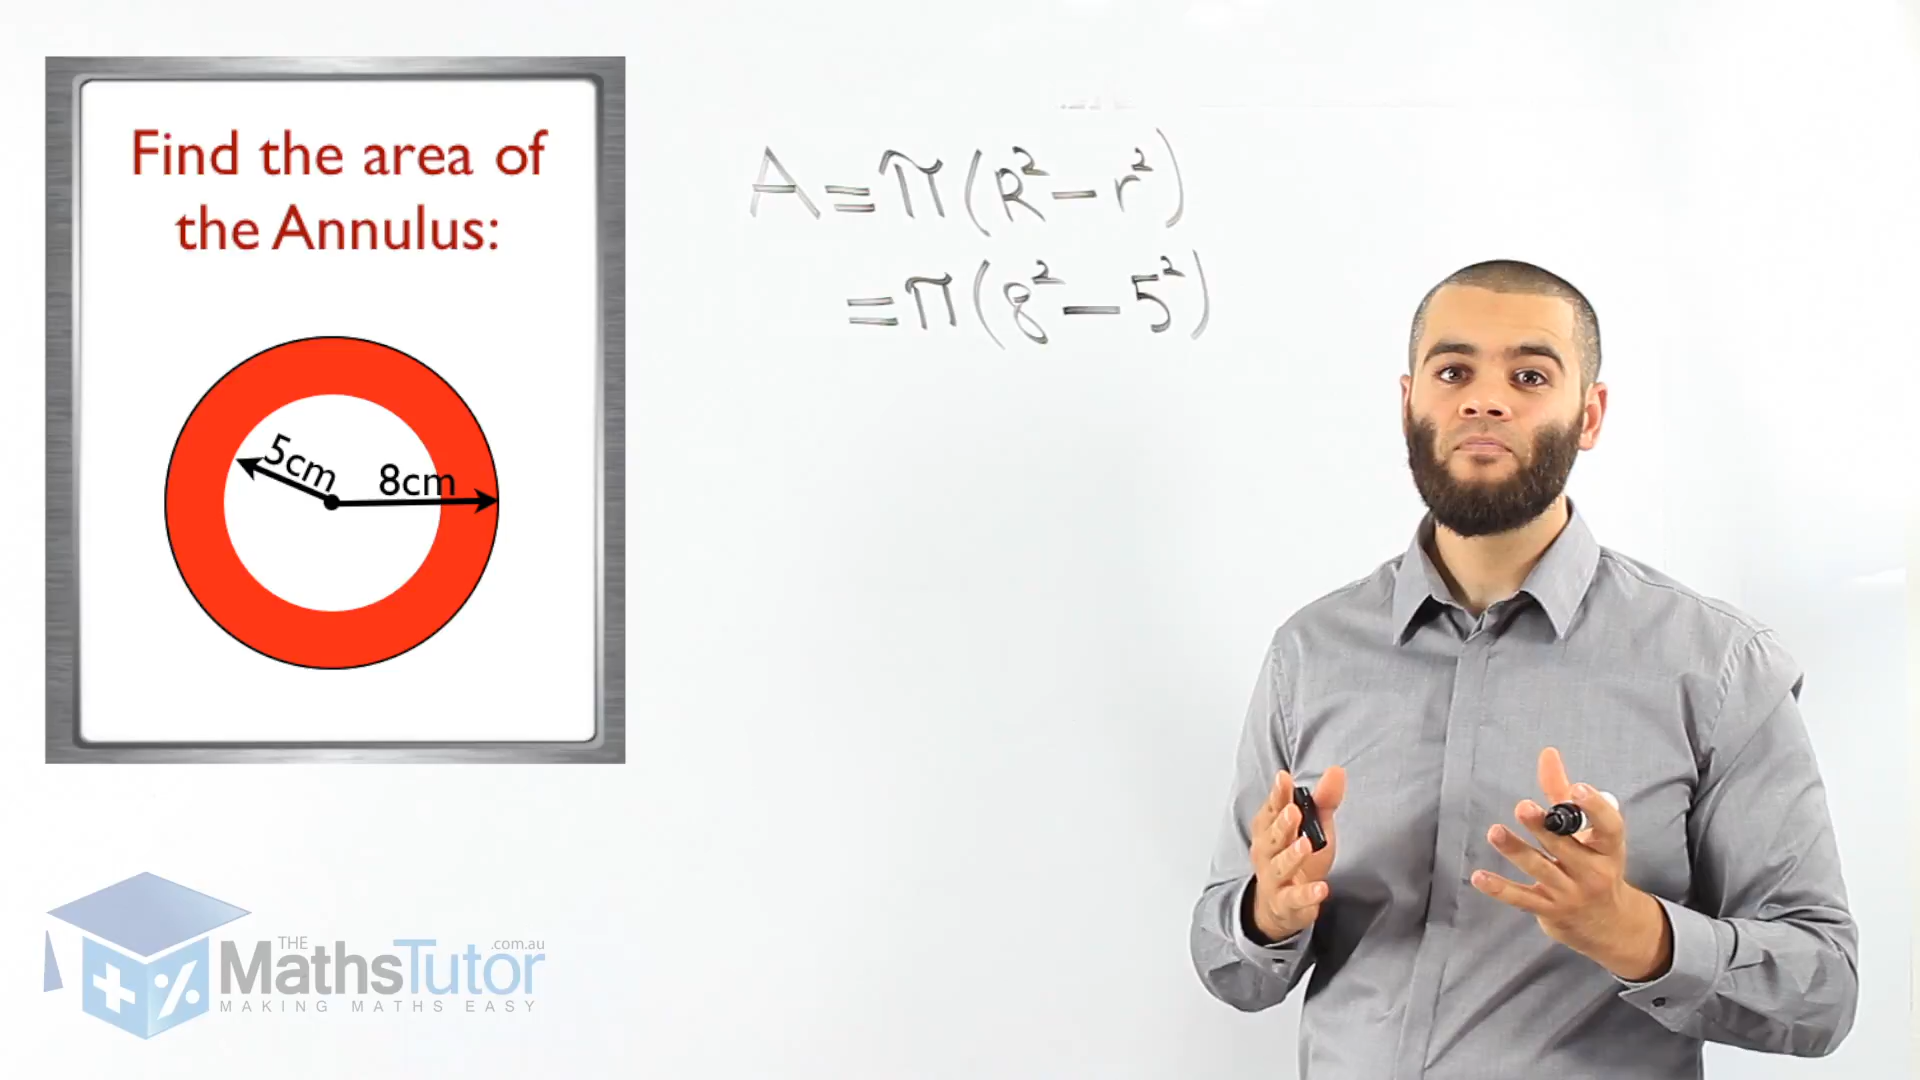 Find the area of
the Annulus:
5cm
8cm
A = π(R² − r²)
= π(8² − 5²)
THE
MathsTutor
.com.au
MAKING MATHS EASY